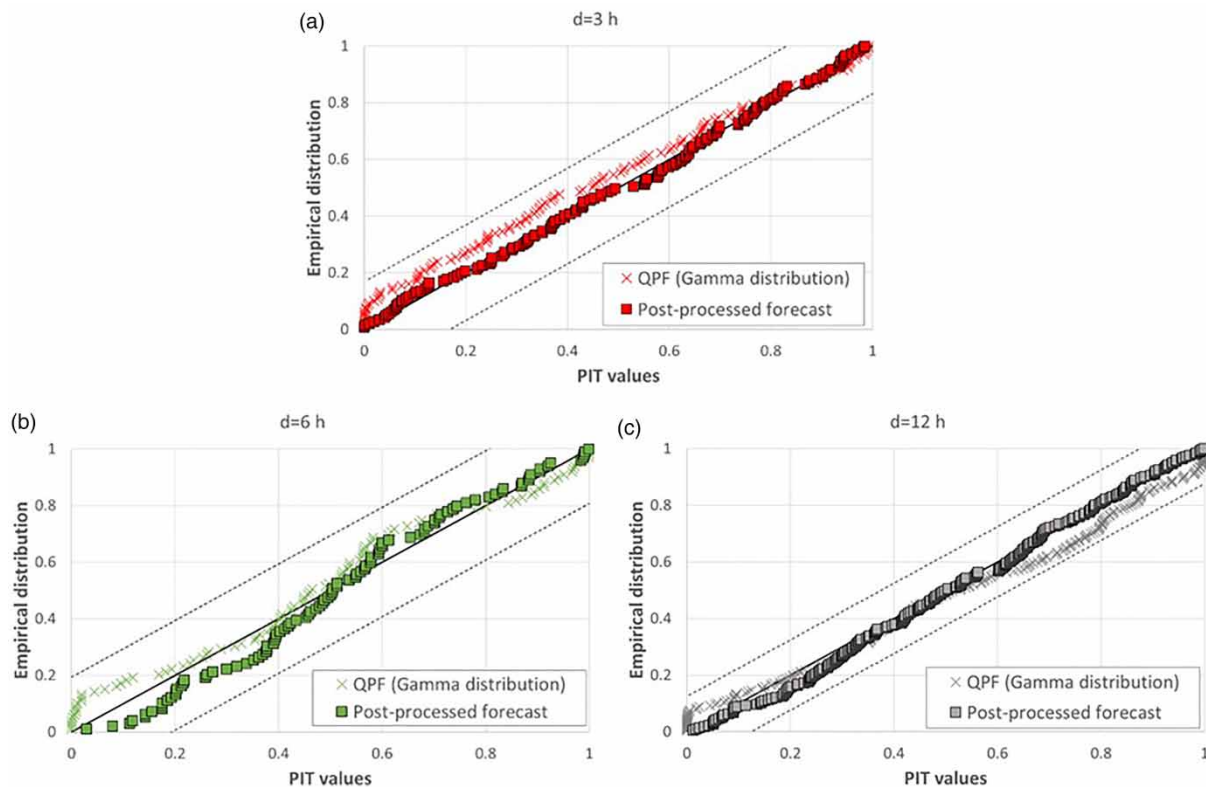 (a)
d=3 h
Empirical distribution
1
0.8
0.6
0.4
0.2
0
× QPF (Gamma distribution)
Post-processed forecast
0 0.2 0.4 0.6 0.8 1
PIT values
(b)
d=6 h
Empirical distribution
1
0.8
0.6
0.4
0.2
0
× QPF (Gamma distribution)
Post-processed forecast
0 0.2 0.4 0.6 0.8 1
PIT values
(c)
d=12 h
Empirical distribution
1
0.8
0.6
0.4
0.2
0
× QPF (Gamma distribution)
Post-processed forecast
0 0.2 0.4 0.6 0.8 1
PIT values